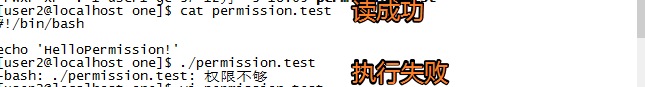 [user2@localhost one]$ cat permission.test
读成功
#!/bin/bash
echo 'HelloPermission!'
[user2@localhost one]$ ./permission.test
执行失败
-bash: ./permission.test: 权限不够